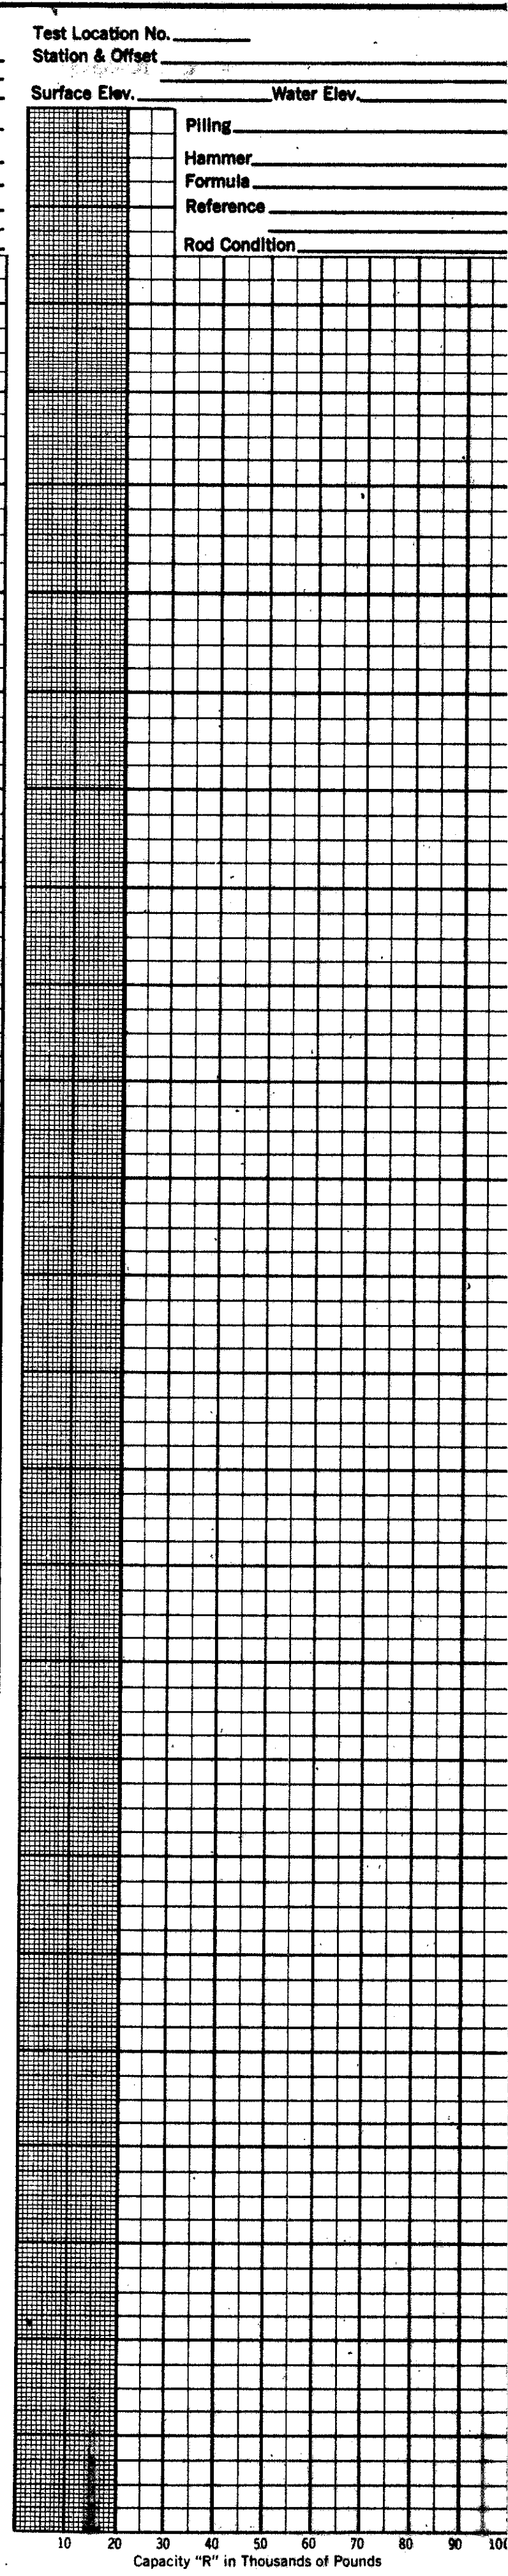 Test Location No.
Station & Offset
Surface Elev. Water Elev.
Piling
Hammer
Formula
Reference
Rod Condition
10 20 30 40 50 60 70 80 90 100
Capacity "R" in Thousands of Pounds